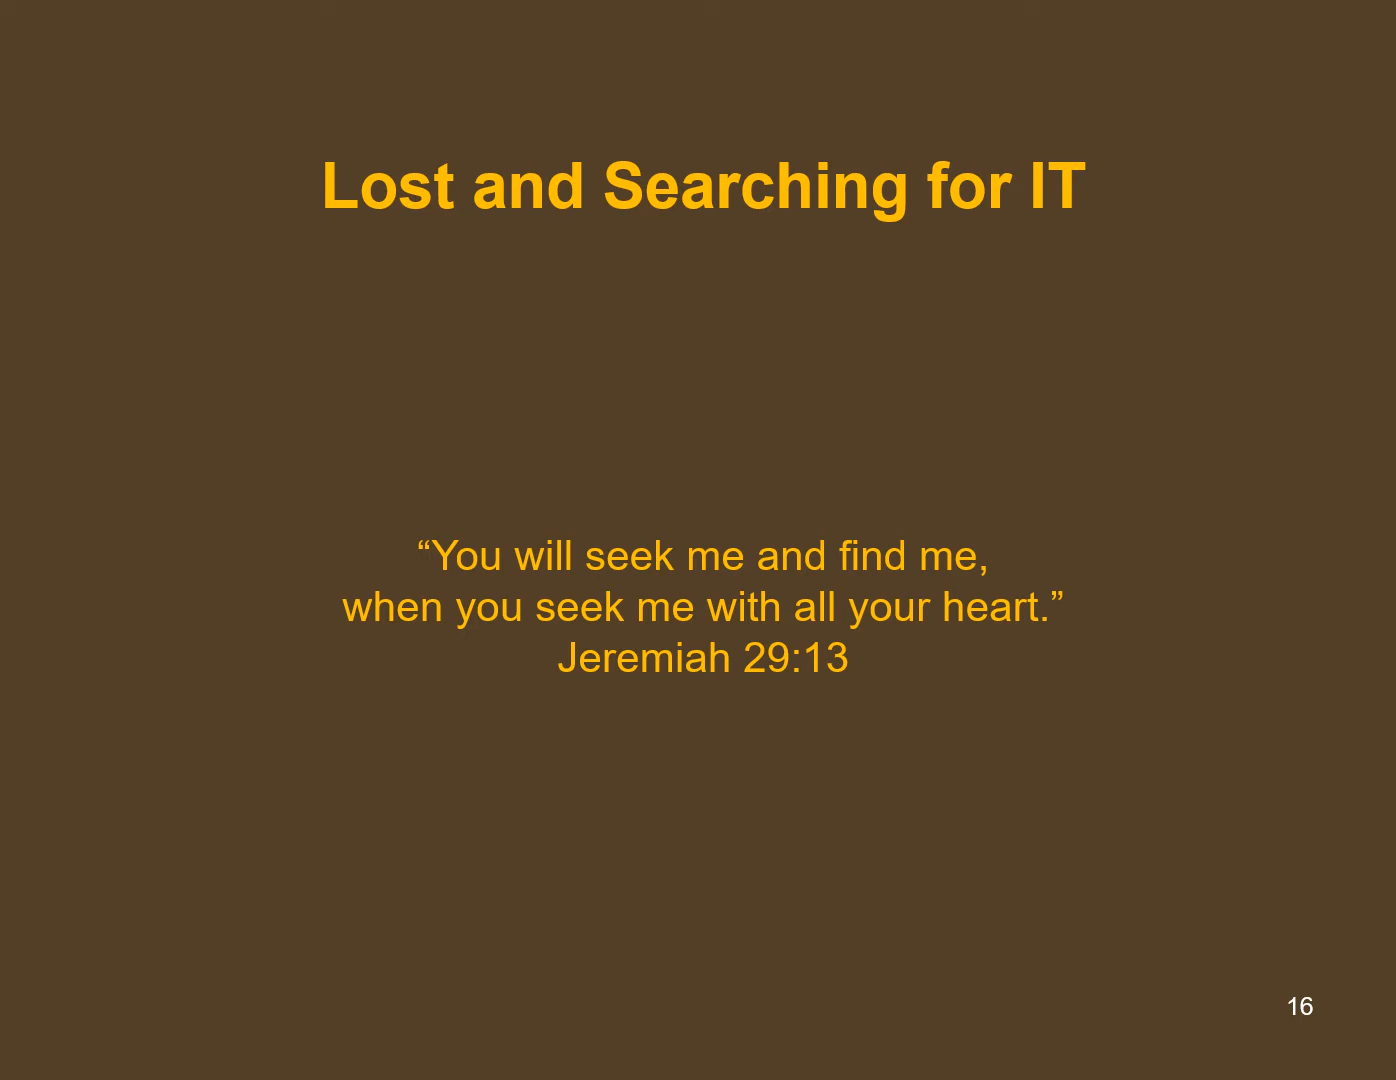 Lost and Searching for IT
“You will seek me and find me,
when you seek me with all your heart.”
Jeremiah 29:13
16